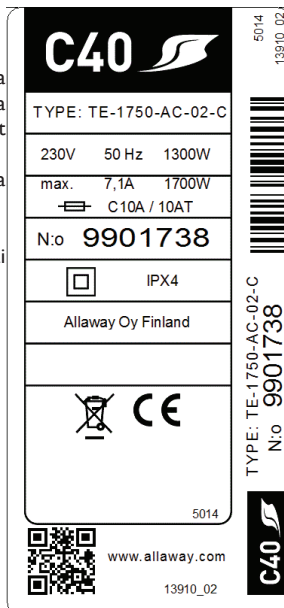 C40
TYPE: TE-1750-AC-02-C
230V 50 Hz 1300W
max. 7,1A 1700W
C10A / 10AT
N:o 9901738
IPX4
Allaway Oy Finland
CE
5014
www.allaway.com
13910_02
5014
13910_02
TYPE: TE-1750-AC-02-C
N:o 9901738
C40